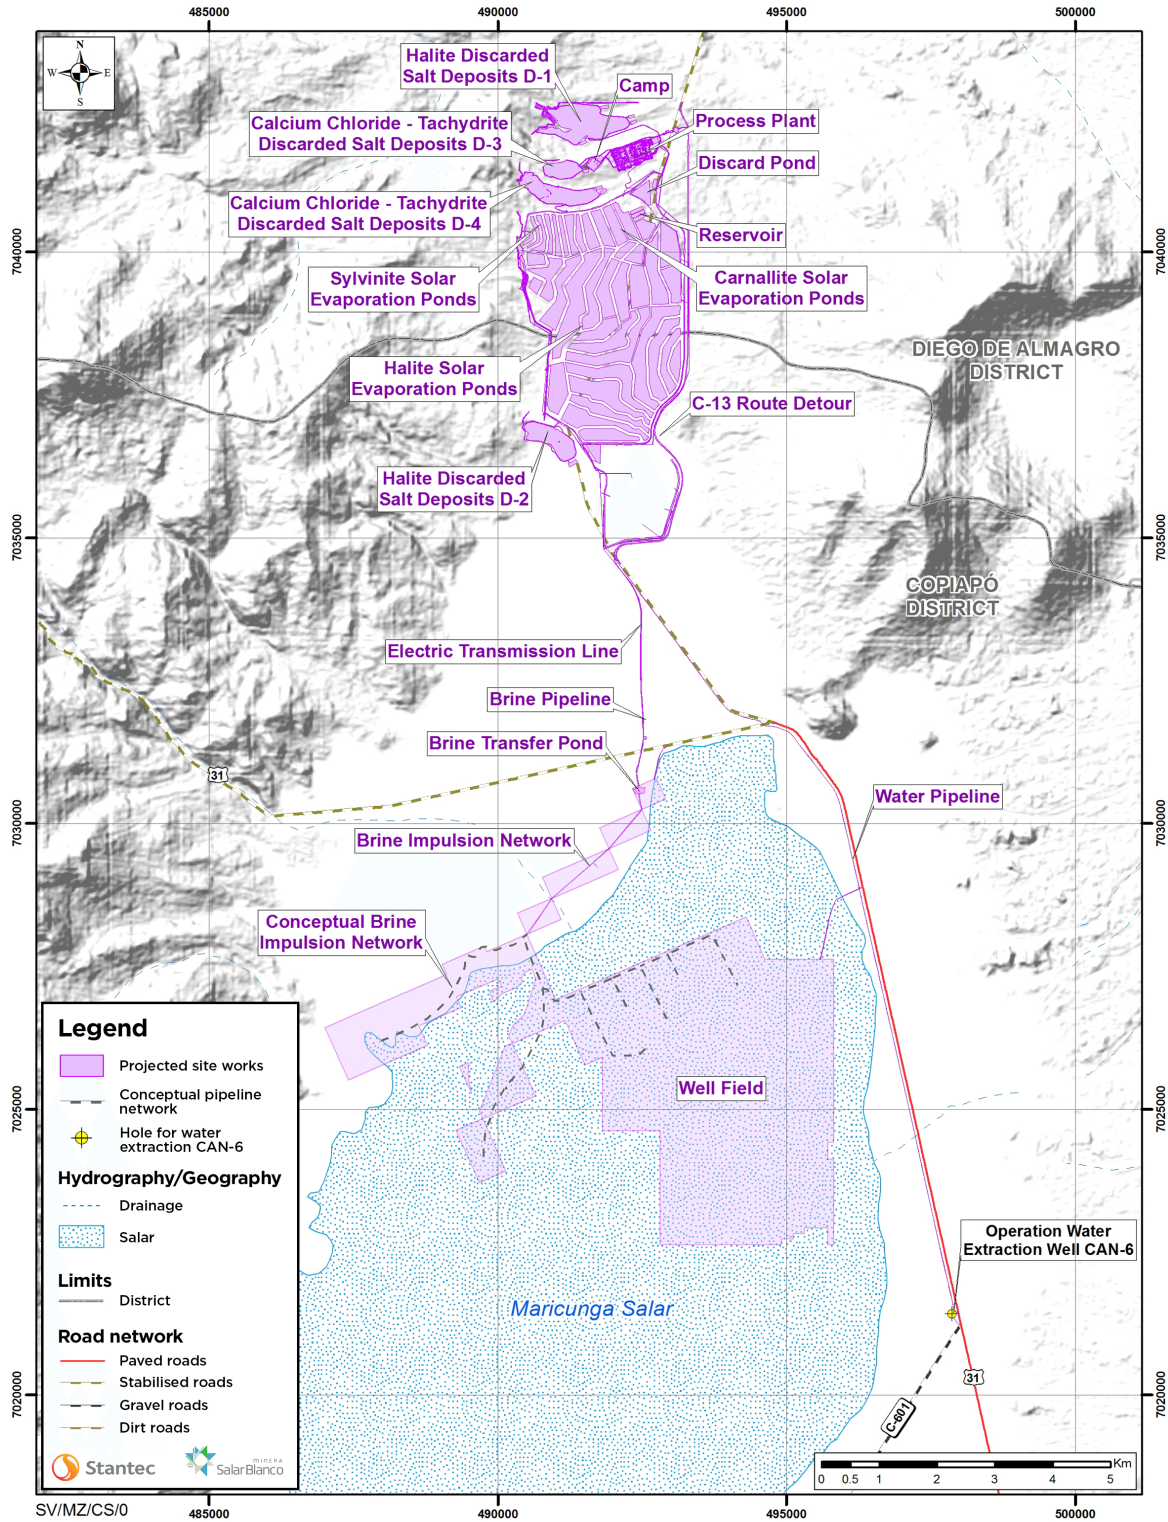 485000
490000
495000
500000
N
W
E
S
Halite Discarded
Salt Deposits D-1
Camp
Calcium Chloride - Tachydrite
Discarded Salt Deposits D-3
Process Plant
Discard Pond
Calcium Chloride - Tachydrite
Discarded Salt Deposits D-4
Reservoir
7040000
7040000
Sylvinite Solar
Evaporation Ponds
Carnallite Solar
Evaporation Ponds
DIEGO DE ALMAGRO
DISTRICT
Halite Solar
Evaporation Ponds
C-13 Route Detour
Halite Discarded
Salt Deposits D-2
7035000
7035000
COPIAPÓ
DISTRICT
Electric Transmission Line
Brine Pipeline
Brine Transfer Pond
31
Water Pipeline
7030000
7030000
Brine Impulsion Network
Conceptual Brine
Impulsion Network
Well Field
7025000
7025000
Operation Water
Extraction Well CAN-6
Maricunga Salar
31
C-601
7020000
7020000
Legend
Projected site works
Conceptual pipeline
network
Hole for water
extraction CAN-6
Hydrography/Geography
Drainage
Salar
Limits
District
Road network
Paved roads
Stabilised roads
Gravel roads
Dirt roads
Stantec
MINERA
SalarBlanco
Km
0 0.5 1 2 3 4 5
SV/MZ/CS/0
485000
490000
495000
500000